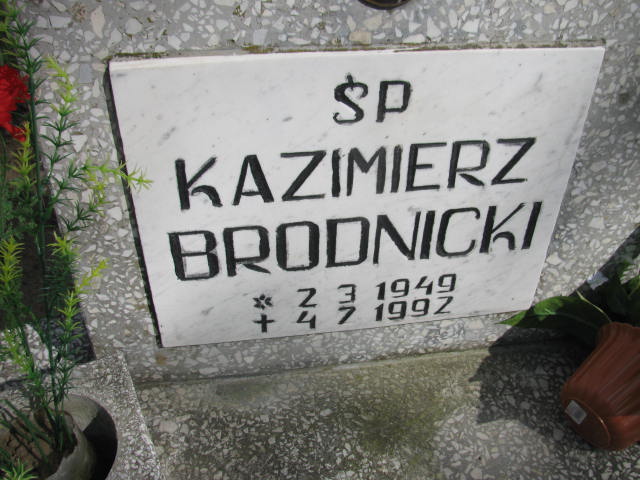 ŚP
KAZIMIERZ
BRODNICKI
* 2 3 1949
+ 4 7 1992